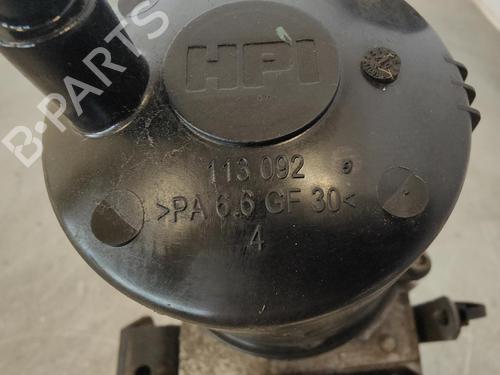 HPI
B-PARTS
113 092
>PA 6.6 GF 30<
4